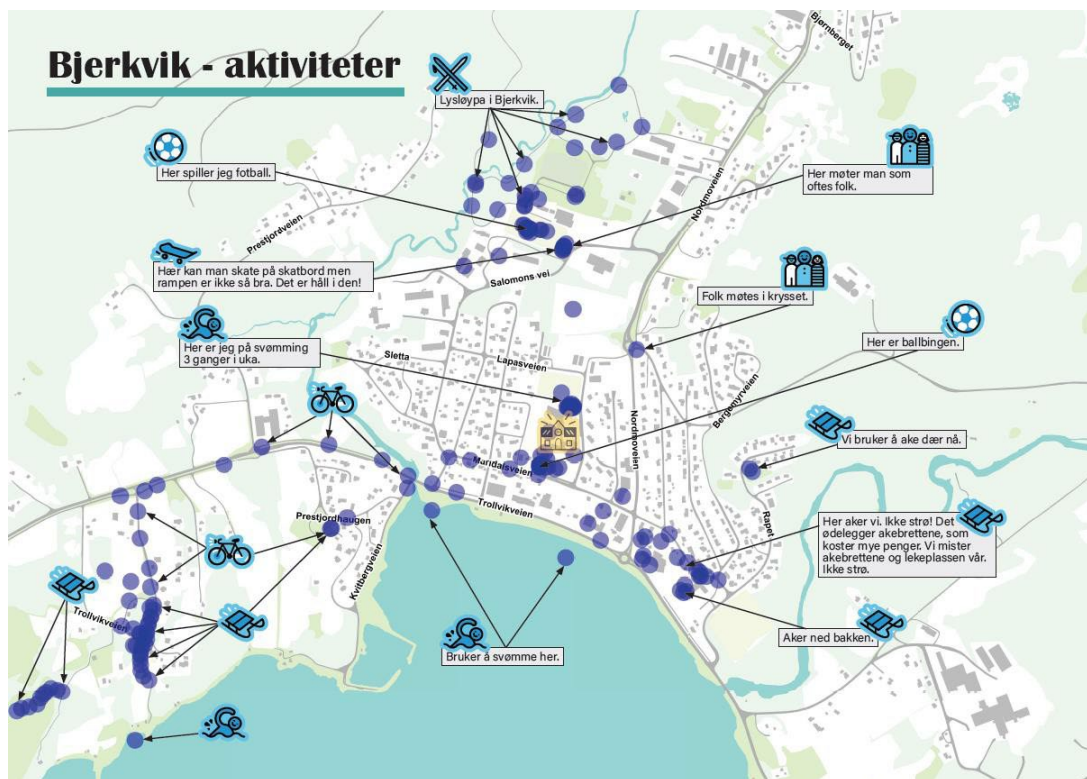 Bjerkvik - aktiviteter
Bjørnberget
Lysløypa i Bjerkvik.
Her spiller jeg fotball.
Her møter man som
oftes folk.
Nordmoveien
Prestjordveien
Hær kan man skate på skatbord men
rampen er ikke så bra. Det er håll i den!
Salomons vei
Folk møtes i krysset.
Her er jeg på svømming
3 ganger i uka.
Her er ballbingen.
Sletta
Lapasveien
Bergemyrveien
Nordmoveien
Vi bruker å ake dær nå.
Maridalsveien
Trollvikveien
Prestjordhaugen
Kvitbergveien
Rapet
Her aker vi. Ikke strø! Det
ødelegger akebrettene, som
koster mye penger. Vi mister
akebrettene og lekeplassen vår.
Ikke strø.
Trollvikveien
Aker ned bakken.
Bruker å svømme her.